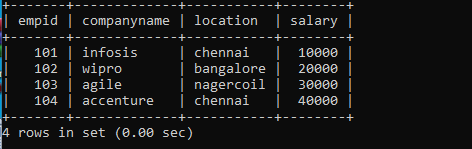 +-------+-------------+-----------+--------+
| empid | companyname | location  | salary |
+-------+-------------+-----------+--------+
|   101 | infosis     | chennai   |  10000 |
|   102 | wipro       | bangalore |  20000 |
|   103 | agile       | nagercoil |  30000 |
|   104 | accenture   | chennai   |  40000 |
+-------+-------------+-----------+--------+
4 rows in set (0.00 sec)